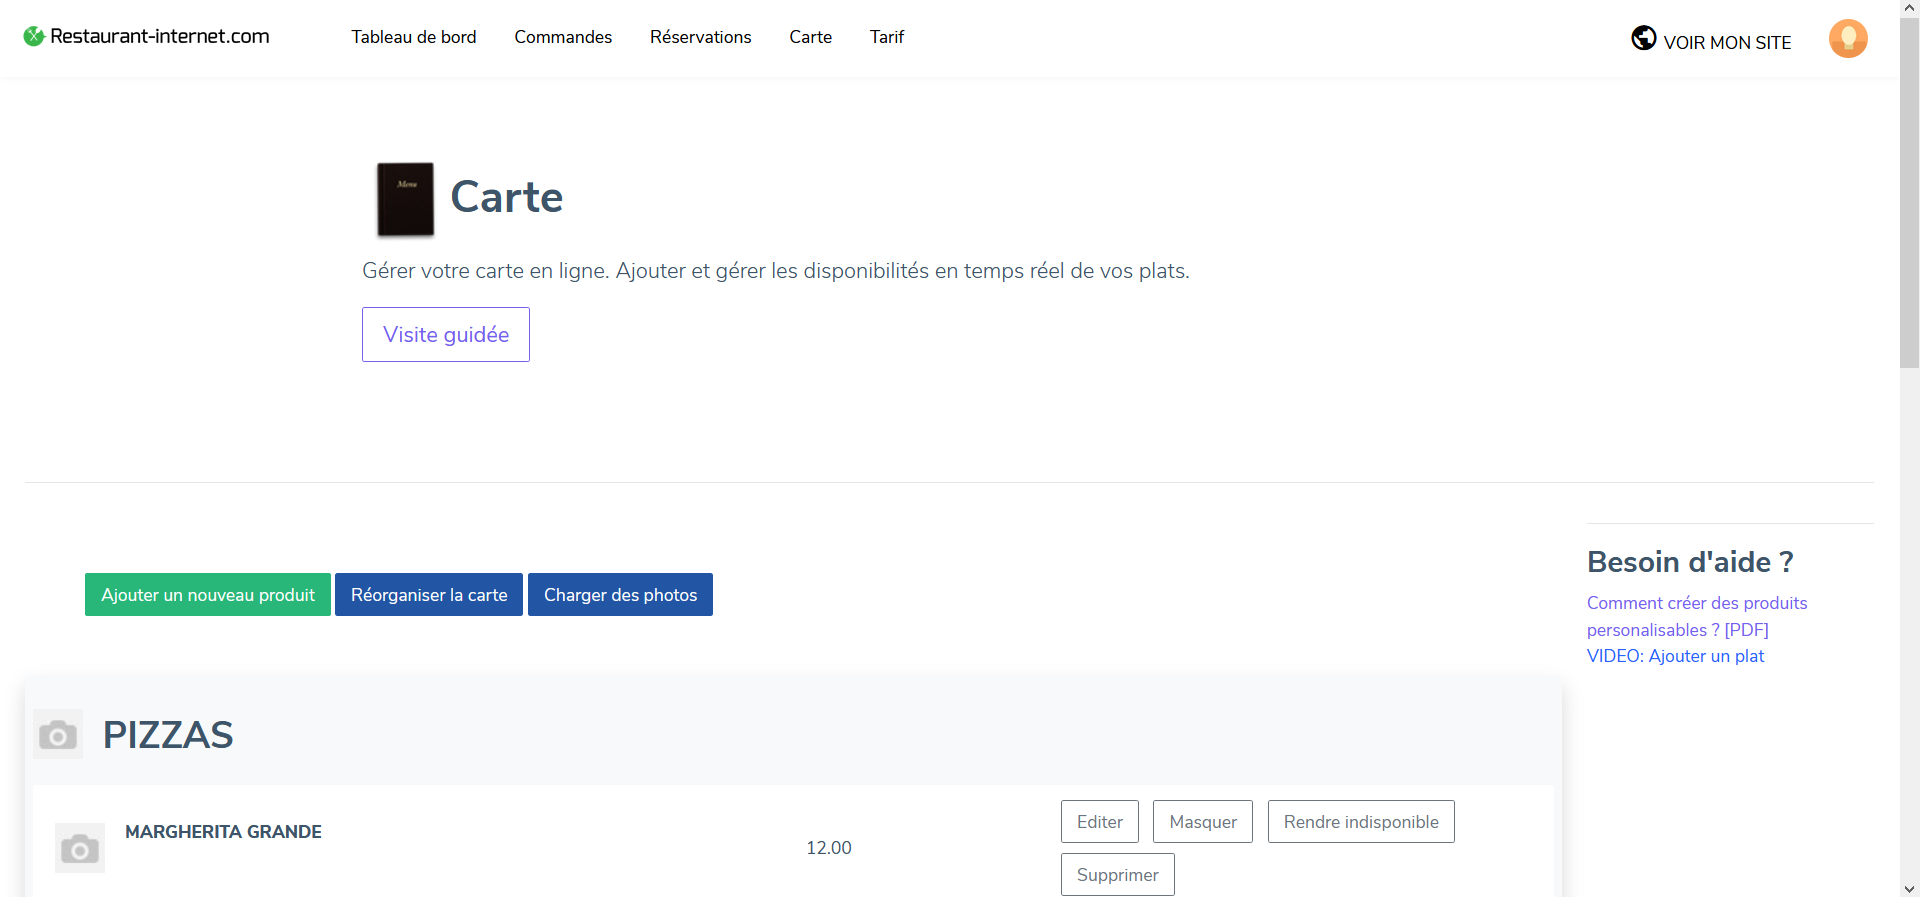 Restaurant-internet.com
Tableau de bord
Commandes
Réservations
Carte
Tarif
VOIR MON SITE
Menu
Carte
Gérer votre carte en ligne. Ajouter et gérer les disponibilités en temps réel de vos plats.
Visite guidée
Ajouter un nouveau produit
Réorganiser la carte
Charger des photos
Besoin d'aide ?
Comment créer des produits
personalisables ? [PDF]
VIDEO: Ajouter un plat
PIZZAS
MARGHERITA GRANDE
12.00
Editer
Masquer
Rendre indisponible
Supprimer